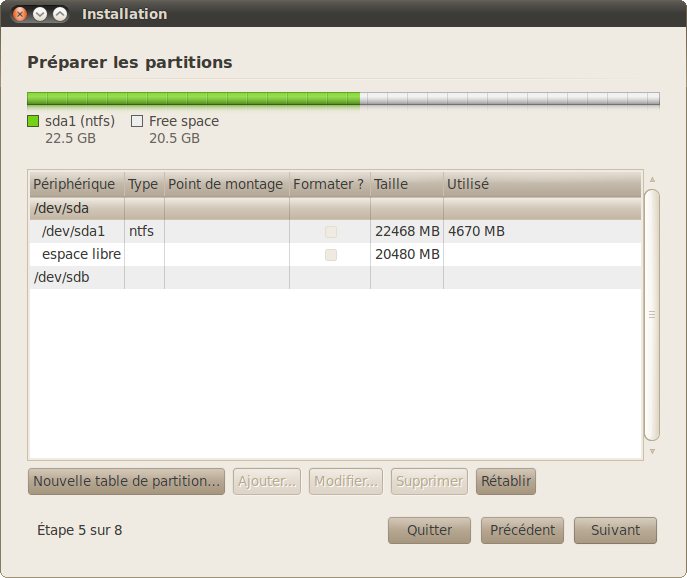 Installation
Préparer les partitions
sda1 (ntfs) Free space
22.5 GB 20.5 GB
Périphérique Type Point de montage Formater ? Taille Utilisé
/dev/sda
/dev/sda1 ntfs 22468 MB 4670 MB
espace libre 20480 MB
/dev/sdb
Nouvelle table de partition... Ajouter... Modifier... Supprimer Rétablir
Étape 5 sur 8 Quitter Précédent Suivant